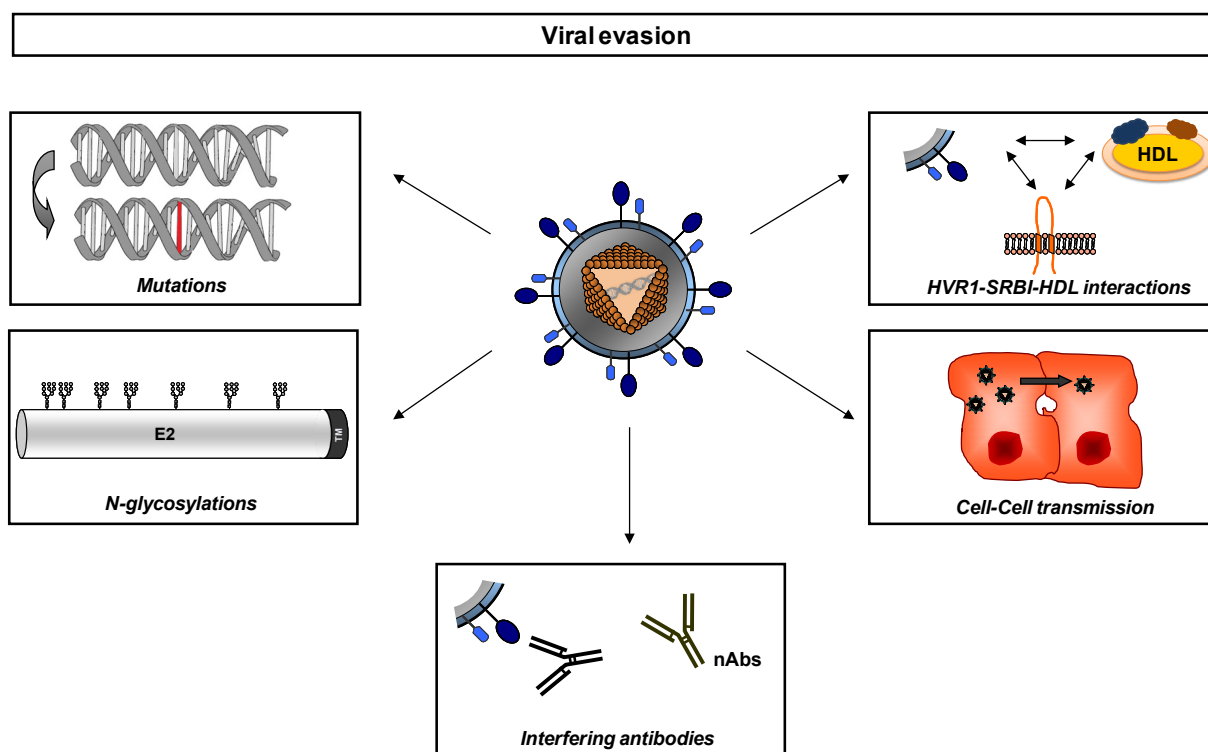 Viral evasion
Mutations
HDL
HVR1-SRBI-HDL interactions
E2
TM
N-glycosylations
Cell-Cell transmission
nAbs
Interfering antibodies